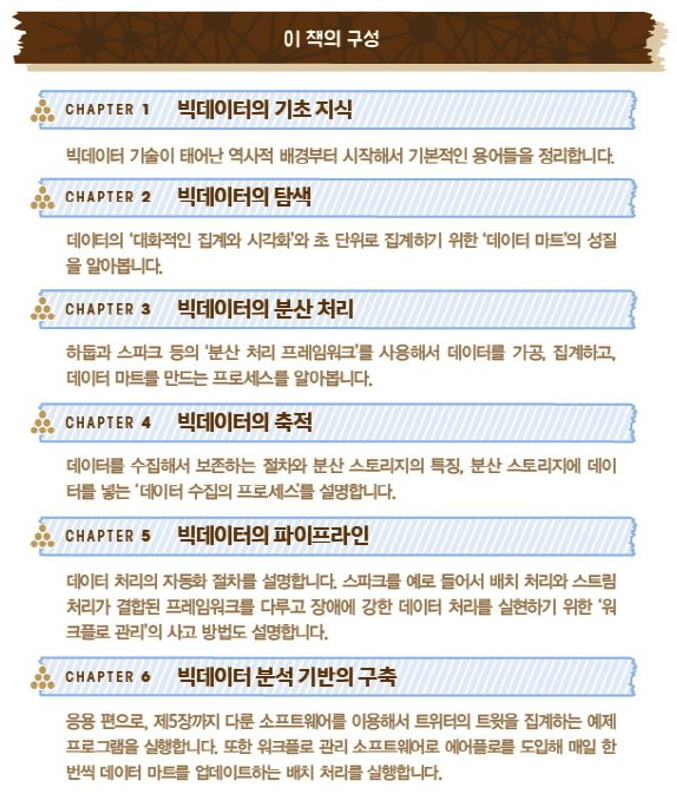 이 책의 구성
CHAPTER 1 빅데이터의 기초 지식
빅데이터 기술이 태어난 역사적 배경부터 시작해서 기본적인 용어들을 정리합니다.
CHAPTER 2 빅데이터의 탐색
데이터의 ‘대화적인 집계와 시각화’와 초 단위로 집계하기 위한 ‘데이터 마트’의 성질
을 알아봅니다.
CHAPTER 3 빅데이터의 분산 처리
하둡과 스파크 등의 ‘분산 처리 프레임워크’를 사용해서 데이터를 가공, 집계하고,
데이터 마트를 만드는 프로세스를 알아봅니다.
CHAPTER 4 빅데이터의 축적
데이터를 수집해서 보존하는 절차와 분산 스토리지의 특징, 분산 스토리지에 데이
터를 넣는 ‘데이터 수집의 프로세스’를 설명합니다.
CHAPTER 5 빅데이터의 파이프라인
데이터 처리의 자동화 절차를 설명합니다. 스파크를 예로 들어서 배치 처리와 스트림
처리가 결합된 프레임워크를 다루고 장애에 강한 데이터 처리를 실현하기 위한 ‘워
크플로 관리’의 사고 방법도 설명합니다.
CHAPTER 6 빅데이터 분석 기반의 구축
응용 편으로, 제5장까지 다룬 소프트웨어를 이용해서 트위터의 트윗을 집계하는 예제
프로그램을 실행합니다. 또한 워크플로 관리 소프트웨어로 에어플로를 도입해 매일 한
번씩 데이터 마트를 업데이트하는 배치 처리를 실행합니다.